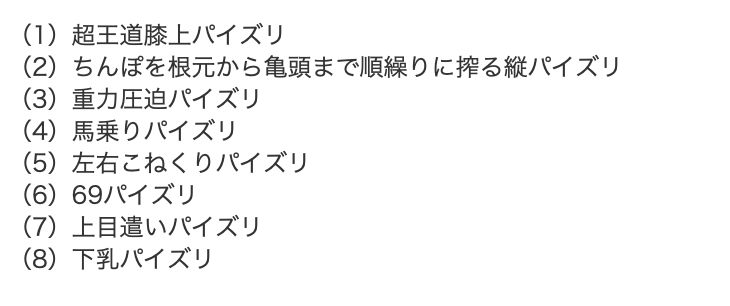 （1）超王道膝上パイズリ
（2）ちんぽを根元から亀頭まで順繰りに搾る縦パイズリ
（3）重力圧迫パイズリ
（4）馬乗りパイズリ
（5）左右こねくりパイズリ
（6）69パイズリ
（7）上目遣いパイズリ
（8）下乳パイズリ